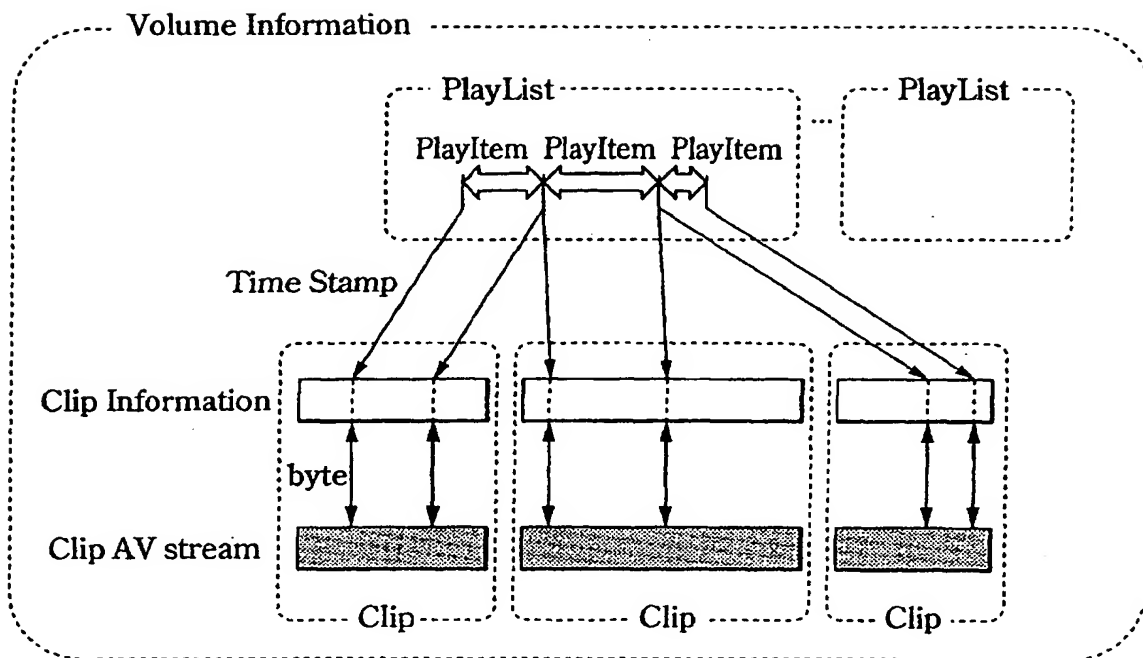 Volume Information
PlayList
...
PlayList
PlayItem PlayItem PlayItem
Time Stamp
Clip Information
byte
Clip AV stream
Clip
Clip
Clip